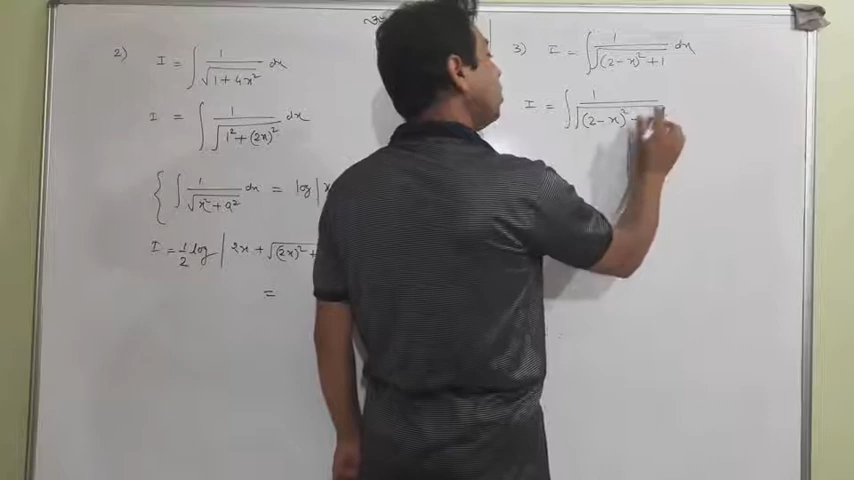 2) I = ∫ 1/√(1 + 4x²) dx
I = ∫ 1/√(1² + (2x)²) dx
{ ∫ 1/√(x² + a²) dx = log |x
I = 1/2 log | 2x + √((2x)² +
=
3) I = ∫ 1/√((2 - x)² + 1) dx
I = ∫ 1/√((2 - x)² +